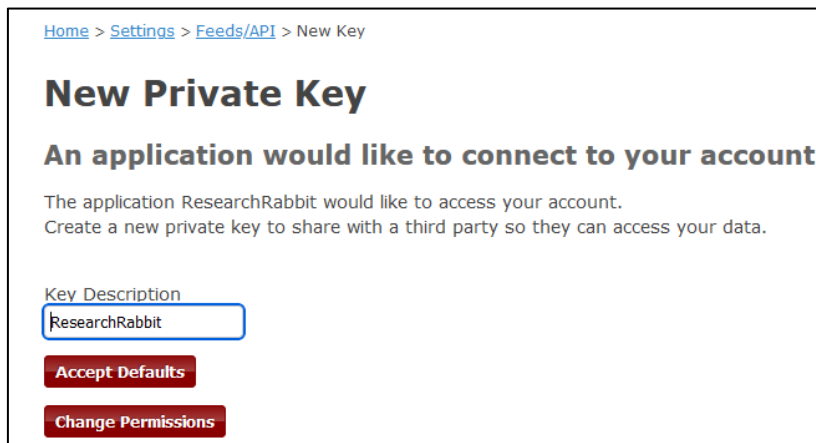 Home > Settings > Feeds/API > New Key
New Private Key
An application would like to connect to your account
The application ResearchRabbit would like to access your account.
Create a new private key to share with a third party so they can access your data.
Key Description
ResearchRabbit
Accept Defaults
Change Permissions